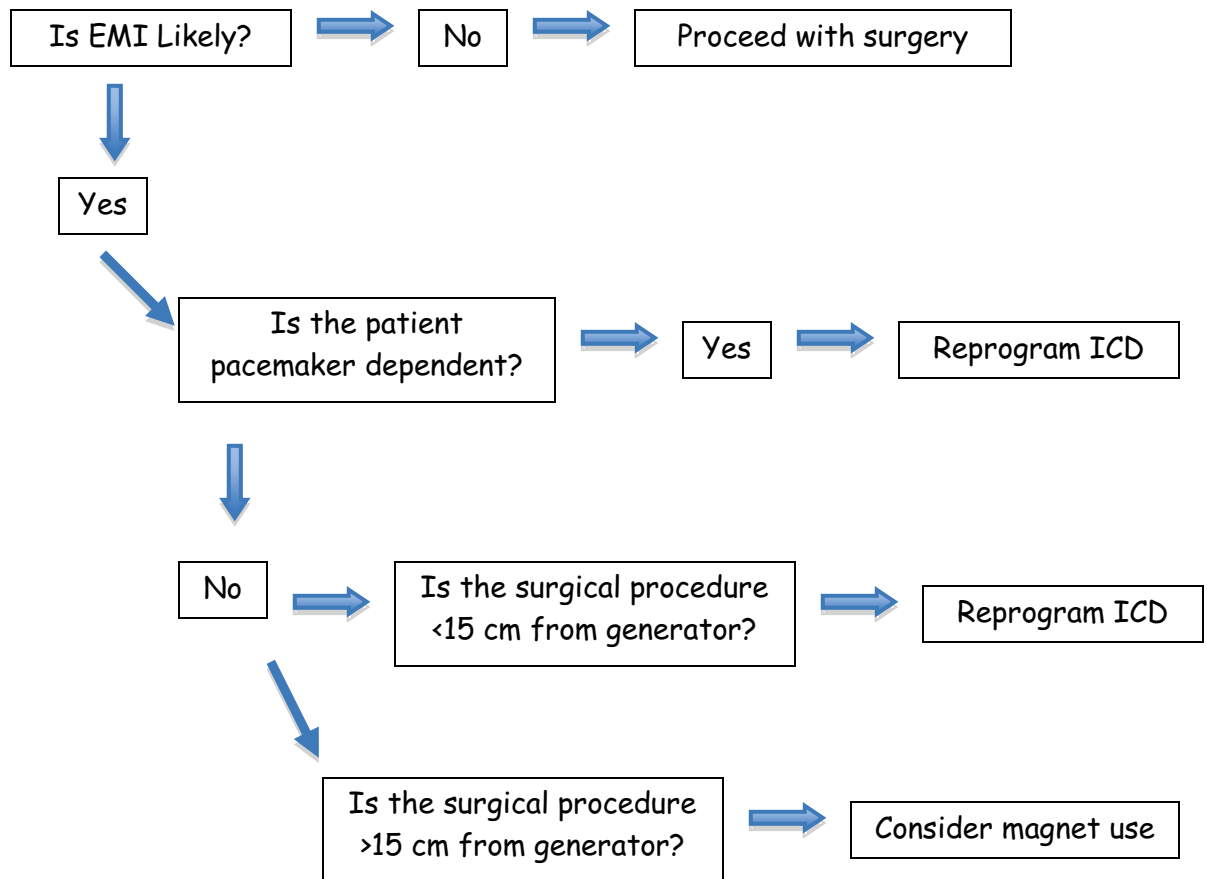 Is EMI Likely?
No
Proceed with surgery
Yes
Is the patient
pacemaker dependent?
Yes
Reprogram ICD
No
Is the surgical procedure
<15 cm from generator?
Reprogram ICD
Is the surgical procedure
>15 cm from generator?
Consider magnet use